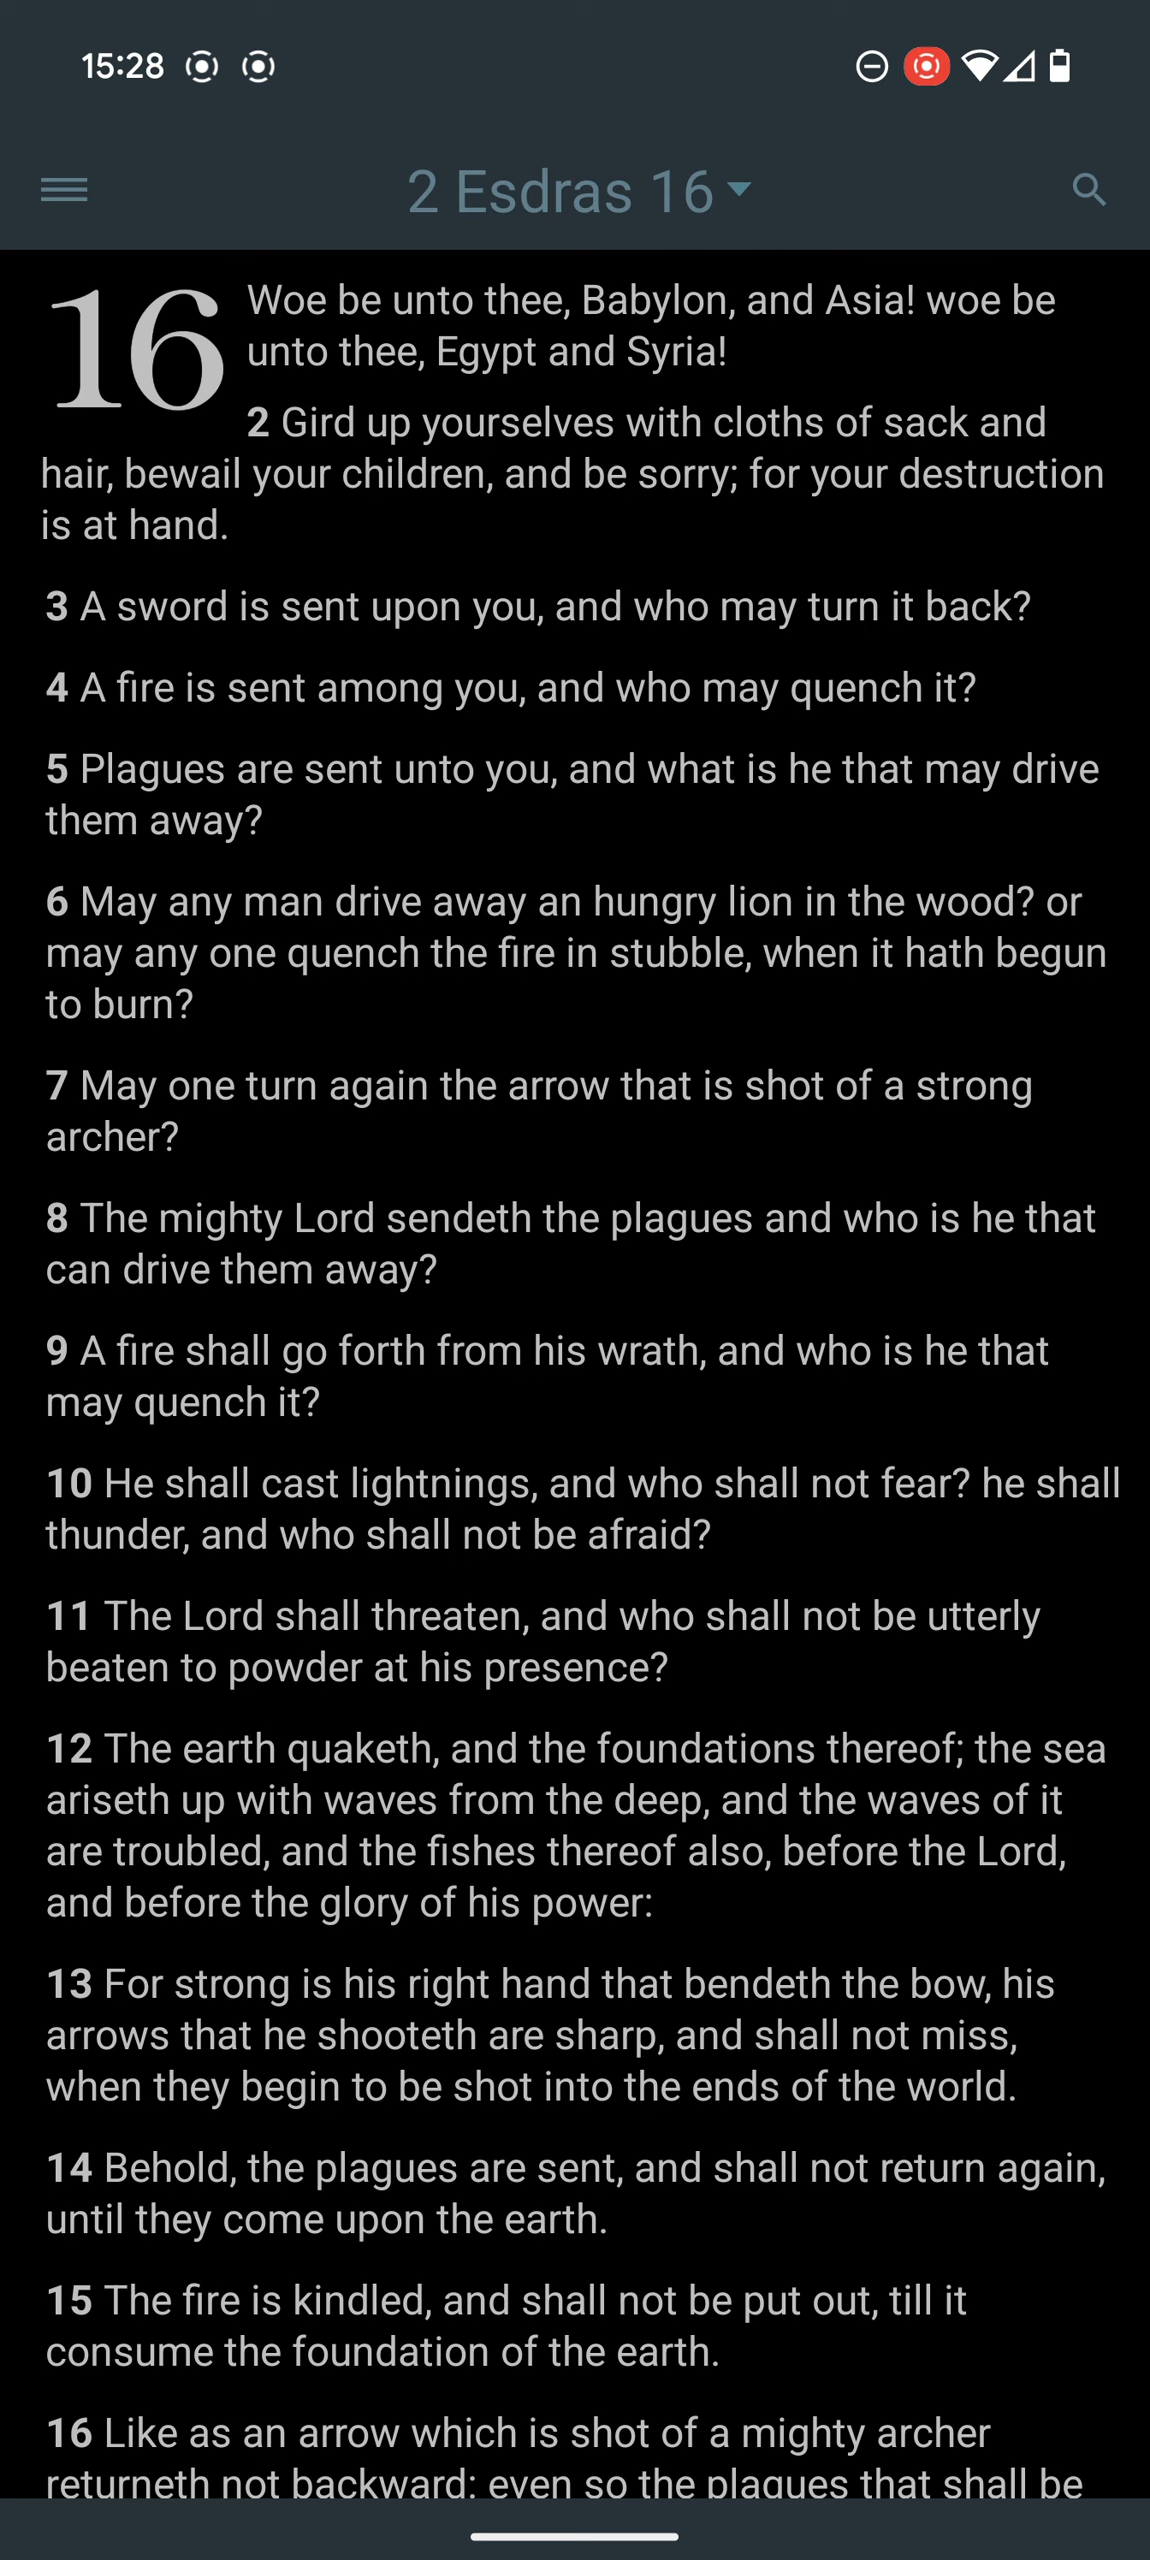 15:28
2 Esdras 16
16 Woe be unto thee, Babylon, and Asia! woe be
unto thee, Egypt and Syria!
2 Gird up yourselves with cloths of sack and
hair, bewail your children, and be sorry; for your destruction
is at hand.
3 A sword is sent upon you, and who may turn it back?
4 A fire is sent among you, and who may quench it?
5 Plagues are sent unto you, and what is he that may drive
them away?
6 May any man drive away an hungry lion in the wood? or
may any one quench the fire in stubble, when it hath begun
to burn?
7 May one turn again the arrow that is shot of a strong
archer?
8 The mighty Lord sendeth the plagues and who is he that
can drive them away?
9 A fire shall go forth from his wrath, and who is he that
may quench it?
10 He shall cast lightnings, and who shall not fear? he shall
thunder, and who shall not be afraid?
11 The Lord shall threaten, and who shall not be utterly
beaten to powder at his presence?
12 The earth quaketh, and the foundations thereof; the sea
ariseth up with waves from the deep, and the waves of it
are troubled, and the fishes thereof also, before the Lord,
and before the glory of his power:
13 For strong is his right hand that bendeth the bow, his
arrows that he shooteth are sharp, and shall not miss,
when they begin to be shot into the ends of the world.
14 Behold, the plagues are sent, and shall not return again,
until they come upon the earth.
15 The fire is kindled, and shall not be put out, till it
consume the foundation of the earth.
16 Like as an arrow which is shot of a mighty archer
returneth not backward: even so the plagues that shall be